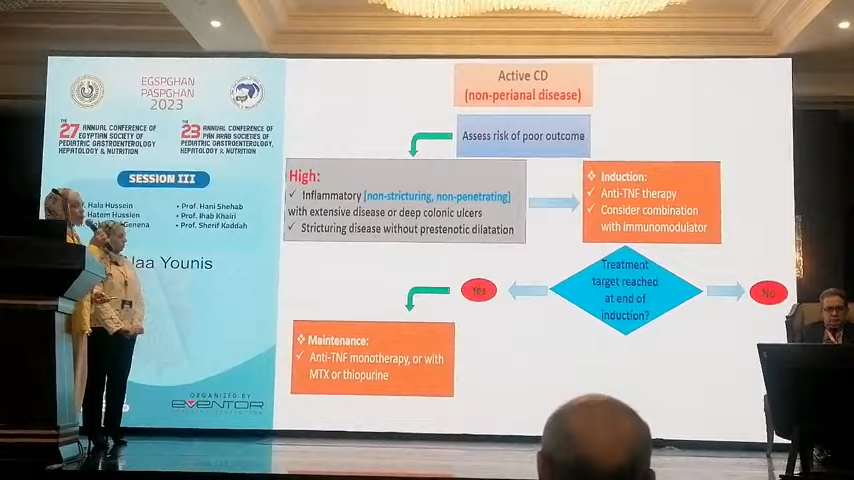 EGSPGHAN
PASPGHAN
2023
THE 27 ANNUAL CONFERENCE OF
EGYPTIAN SOCIETY OF
PEDIATRIC GASTROENTEROLOGY
HEPATOLOGY & NUTRITION
THE 23 ANNUAL CONFERENCE OF
PAN ARAB SOCIETIES OF
PEDIATRIC GASTROENTEROLOGY,
HEPATOLOGY & NUTRITION
SESSION III
Hala Hussein
Hatem Hussein
Genena
• Prof. Hani Shehab
• Prof. Ihab Khairi
• Prof. Sherif Kaddah
Alaa Younis
ORGANIZED BY
EVENTOR
Active CD
(non-perianal disease)
Assess risk of poor outcome
High:
✓ Inflammatory [non-stricturing, non-penetrating]
with extensive disease or deep colonic ulcers
✓ Stricturing disease without prestenotic dilatation
❖ Induction:
✓ Anti-TNF therapy
✓ Consider combination
with immunomodulator
Treatment
target reached
at end of
induction?
Yes
No
❖ Maintenance:
✓ Anti-TNF monotherapy, or with
MTX or thiopurine